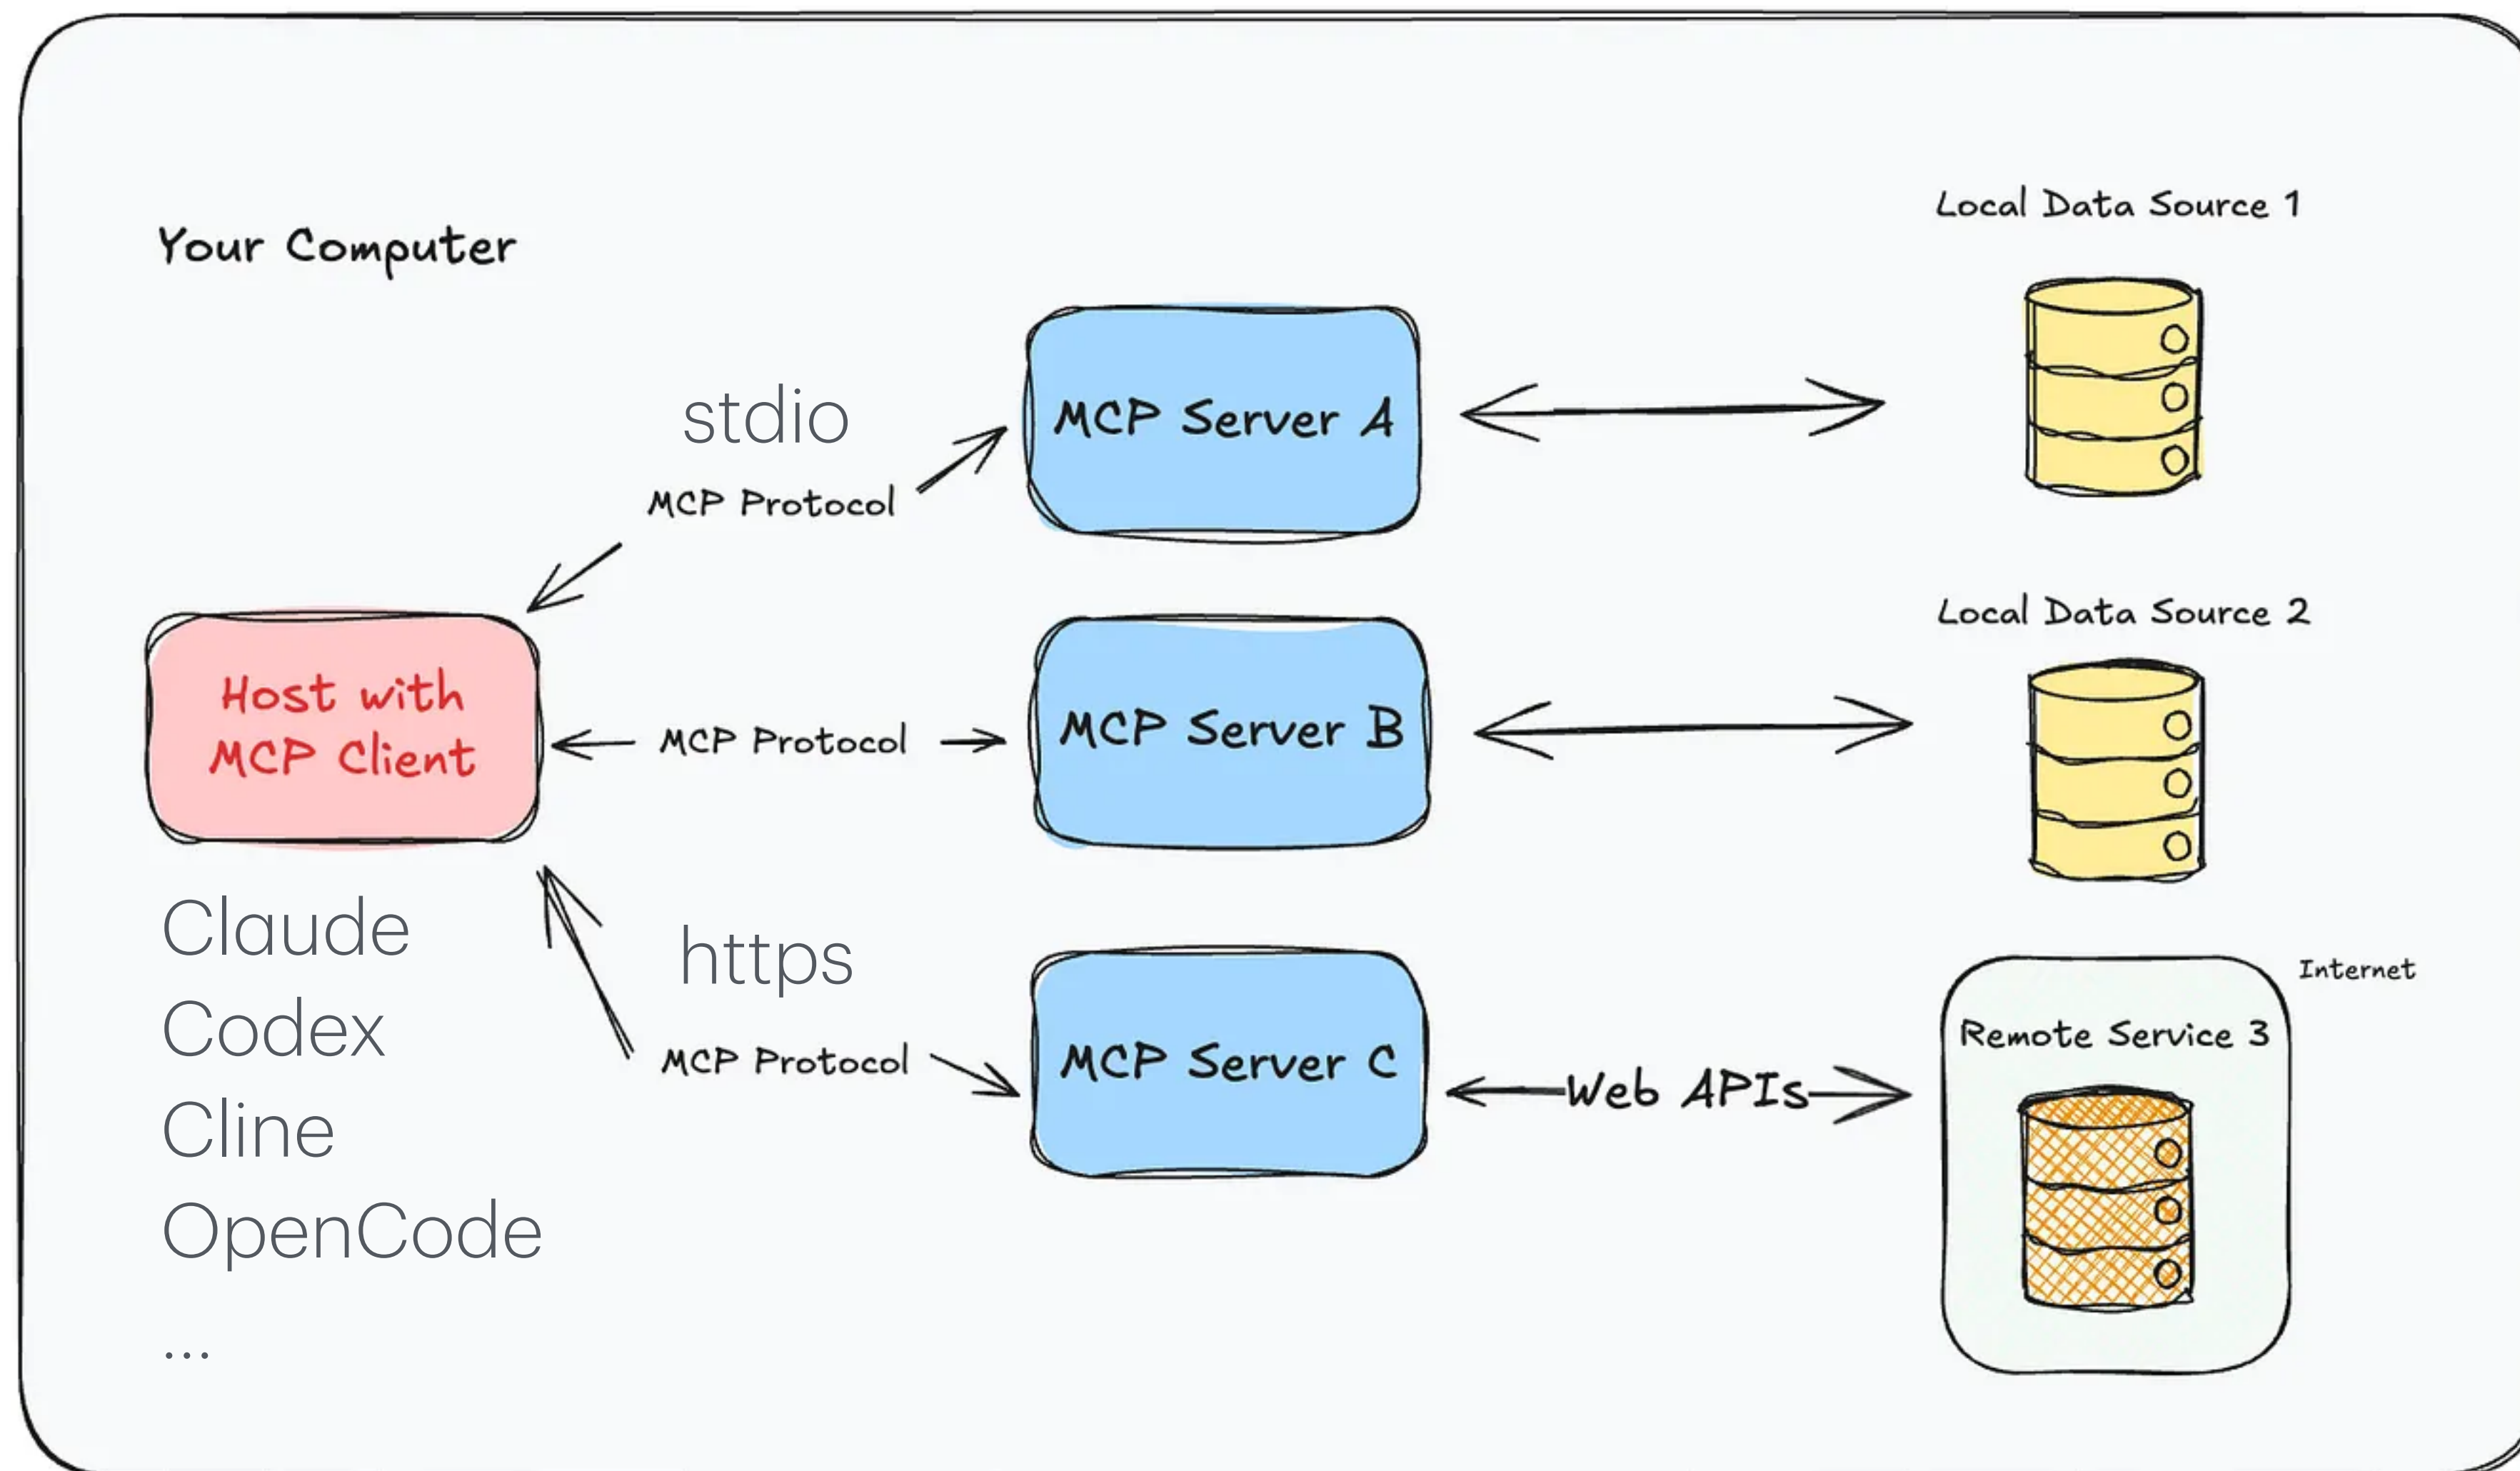 Your Computer
Local Data Source 1
stdio
MCP Protocol
MCP Server A
Local Data Source 2
Host with
MCP Client
MCP Protocol
MCP Server B
Claude
Codex
Cline
OpenCode
...
https
MCP Protocol
MCP Server C
Web APIs
Internet
Remote Service 3